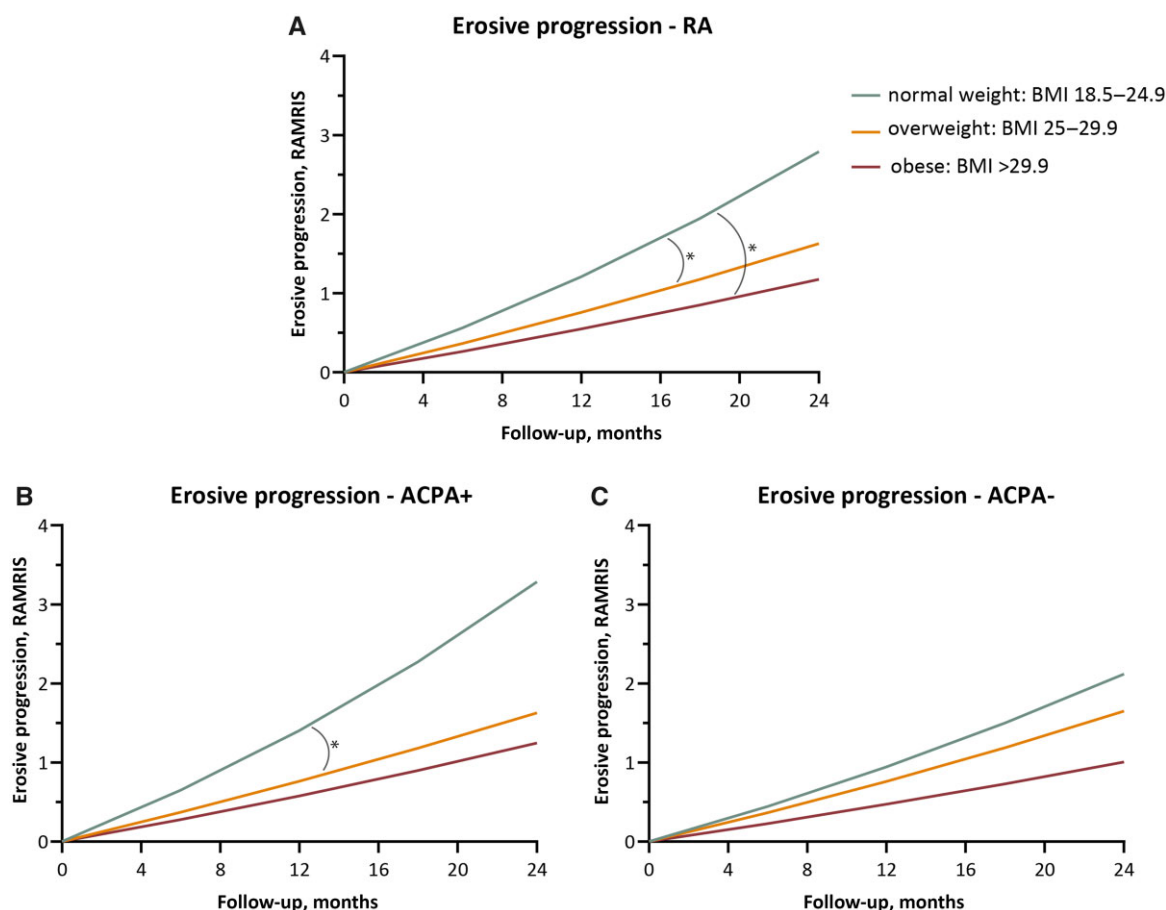 A
Erosive progression - RA
Erosive progression, RAMRIS
4
3
2
1
0
*
*
0 4 8 12 16 20 24
Follow-up, months
normal weight: BMI 18.5–24.9
overweight: BMI 25–29.9
obese: BMI >29.9
B
Erosive progression - ACPA+
Erosive progression, RAMRIS
4
3
2
1
0
*
0 4 8 12 16 20 24
Follow-up, months
C
Erosive progression - ACPA-
Erosive progression, RAMRIS
4
3
2
1
0
0 4 8 12 16 20 24
Follow-up, months